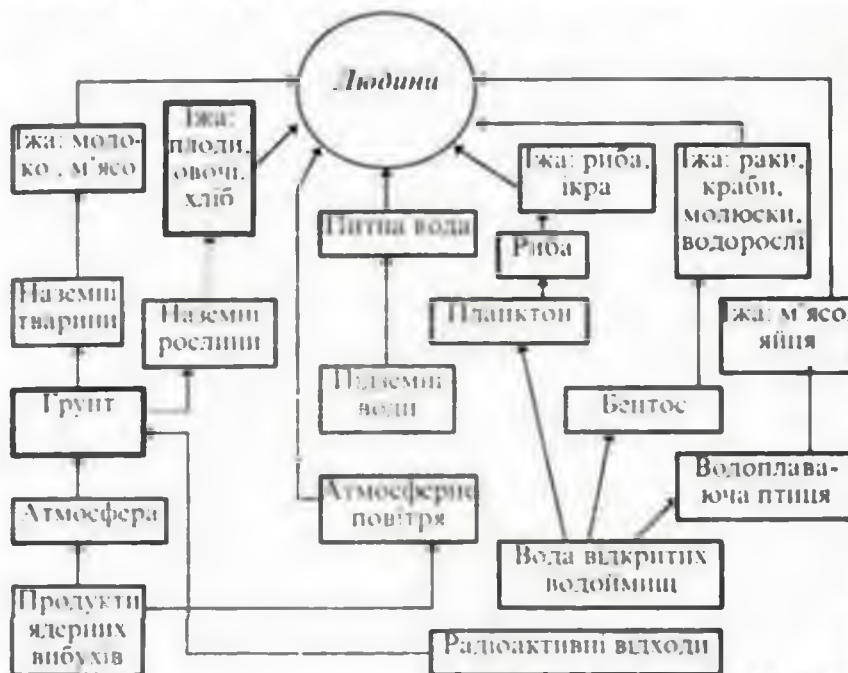 Людина
Їжа: моло-
ко , м'ясо
Їжа:
плоди,
овочі,
хліб
Питна вода
Їжа: риба,
ікра
Їжа: раки,
краби,
молюски,
водорослі
Риба
Наземні
тварини
Наземні
рослини
Планктон
Їжа: м'ясо,
яйця
Підземні
води
Грунт
Бентос
Водоплава-
юча птиця
Атмосфера
Атмосферне
повітря
Вода відкритих
водоймищ
Продукти
ядерних
вибухів
Радіоактивні відходи